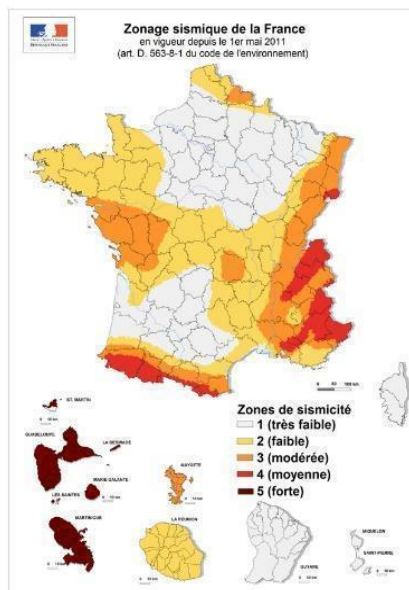 Zonage sismique de la France
en vigueur depuis le 1er mai 2011
(art. D. 563-8-1 du code de l'environnement)
ST. MARTIN
GUADELOUPE
LA DESIRADE
MARIE-GALANTE
LES SAINTES
MARTINIQUE
MAYOTTE
LA REUNION
Zones de sismicité
1 (très faible)
2 (faible)
3 (modérée)
4 (moyenne)
5 (forte)
GUYANE
MIQUELON
SAINT-PIERRE